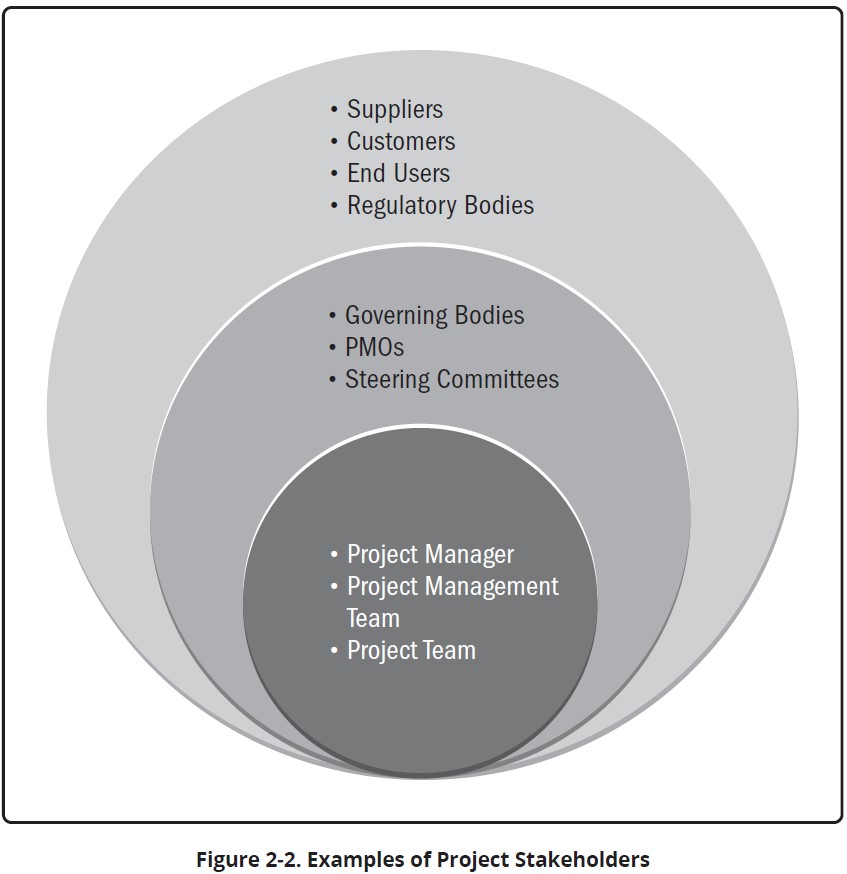 • Suppliers
• Customers
• End Users
• Regulatory Bodies
• Governing Bodies
• PMOs
• Steering Committees
• Project Manager
• Project Management
Team
• Project Team
Figure 2-2. Examples of Project Stakeholders